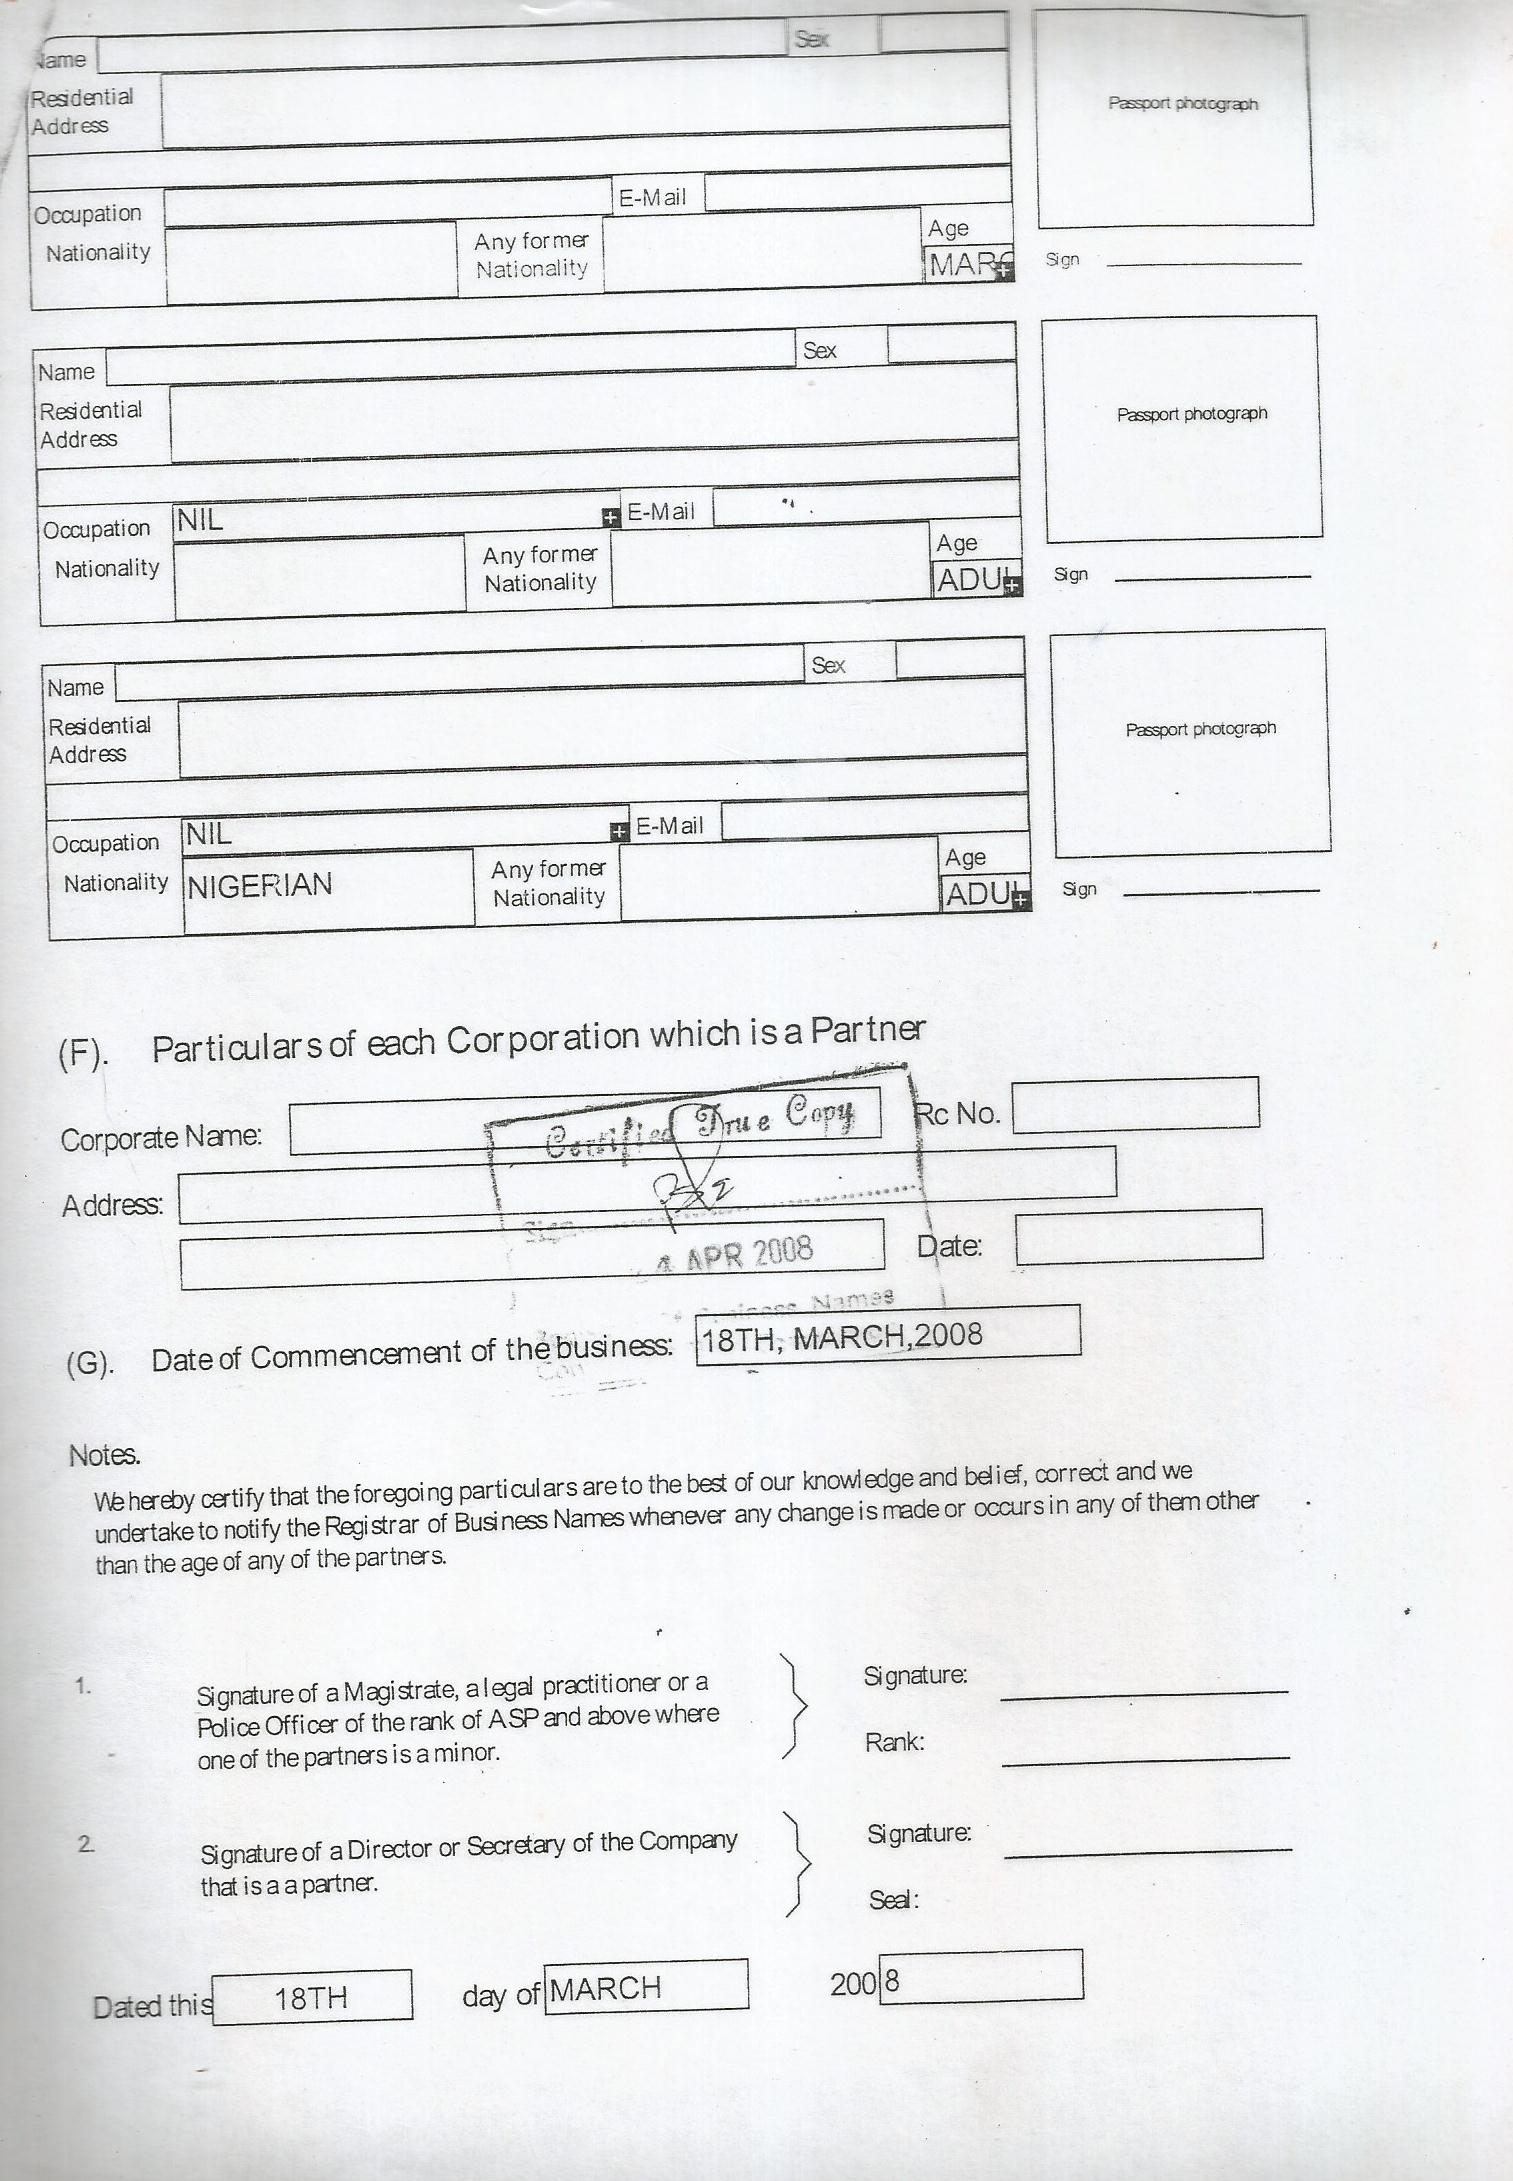 Name Sex
Residential
Address
Passport photograph
Occupation E-Mail
Nationality Any former
Nationality Age
Sign
Name Sex
Residential
Address
Passport photograph
Occupation NIL E-Mail
Nationality Any former
Nationality Age
Sign
Name Sex
Residential
Address
Passport photograph
Occupation NIL E-Mail
Nationality NIGERIAN Any former
Nationality Age
Sign
(F). Particulars of each Corporation which is a Partner
Corporate Name: Rc No.
Certified True Copy
Address:
Sign
4 APR 2008
Date:
Business Names
(G). Date of Commencement of the business: 18TH, MARCH,2008
Notes.
We hereby certify that the foregoing particulars are to the best of our knowledge and belief, correct and we
undertake to notify the Registrar of Business Names whenever any change is made or occurs in any of them other
than the age of any of the partners.
1. Signature of a Magistrate, a legal practitioner or a
Police Officer of the rank of ASP and above where
one of the partners is a minor.
Signature:
Rank:
2. Signature of a Director or Secretary of the Company
that is a a partner.
Signature:
Seal:
Dated this 18TH day of MARCH 2008